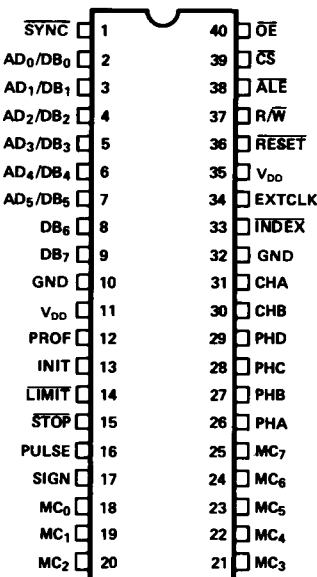 SYNC 1 40 OE
AD0/DB0 2 39 CS
AD1/DB1 3 38 ALE
AD2/DB2 4 37 R/W
AD3/DB3 5 36 RESET
AD4/DB4 6 35 VDD
AD5/DB5 7 34 EXTCLK
DB6 8 33 INDEX
DB7 9 32 GND
GND 10 31 CHA
VDD 11 30 CHB
PROF 12 29 PHD
INIT 13 28 PHC
LIMIT 14 27 PHB
STOP 15 26 PHA
PULSE 16 25 MC7
SIGN 17 24 MC6
MC0 18 23 MC5
MC1 19 22 MC4
MC2 20 21 MC3